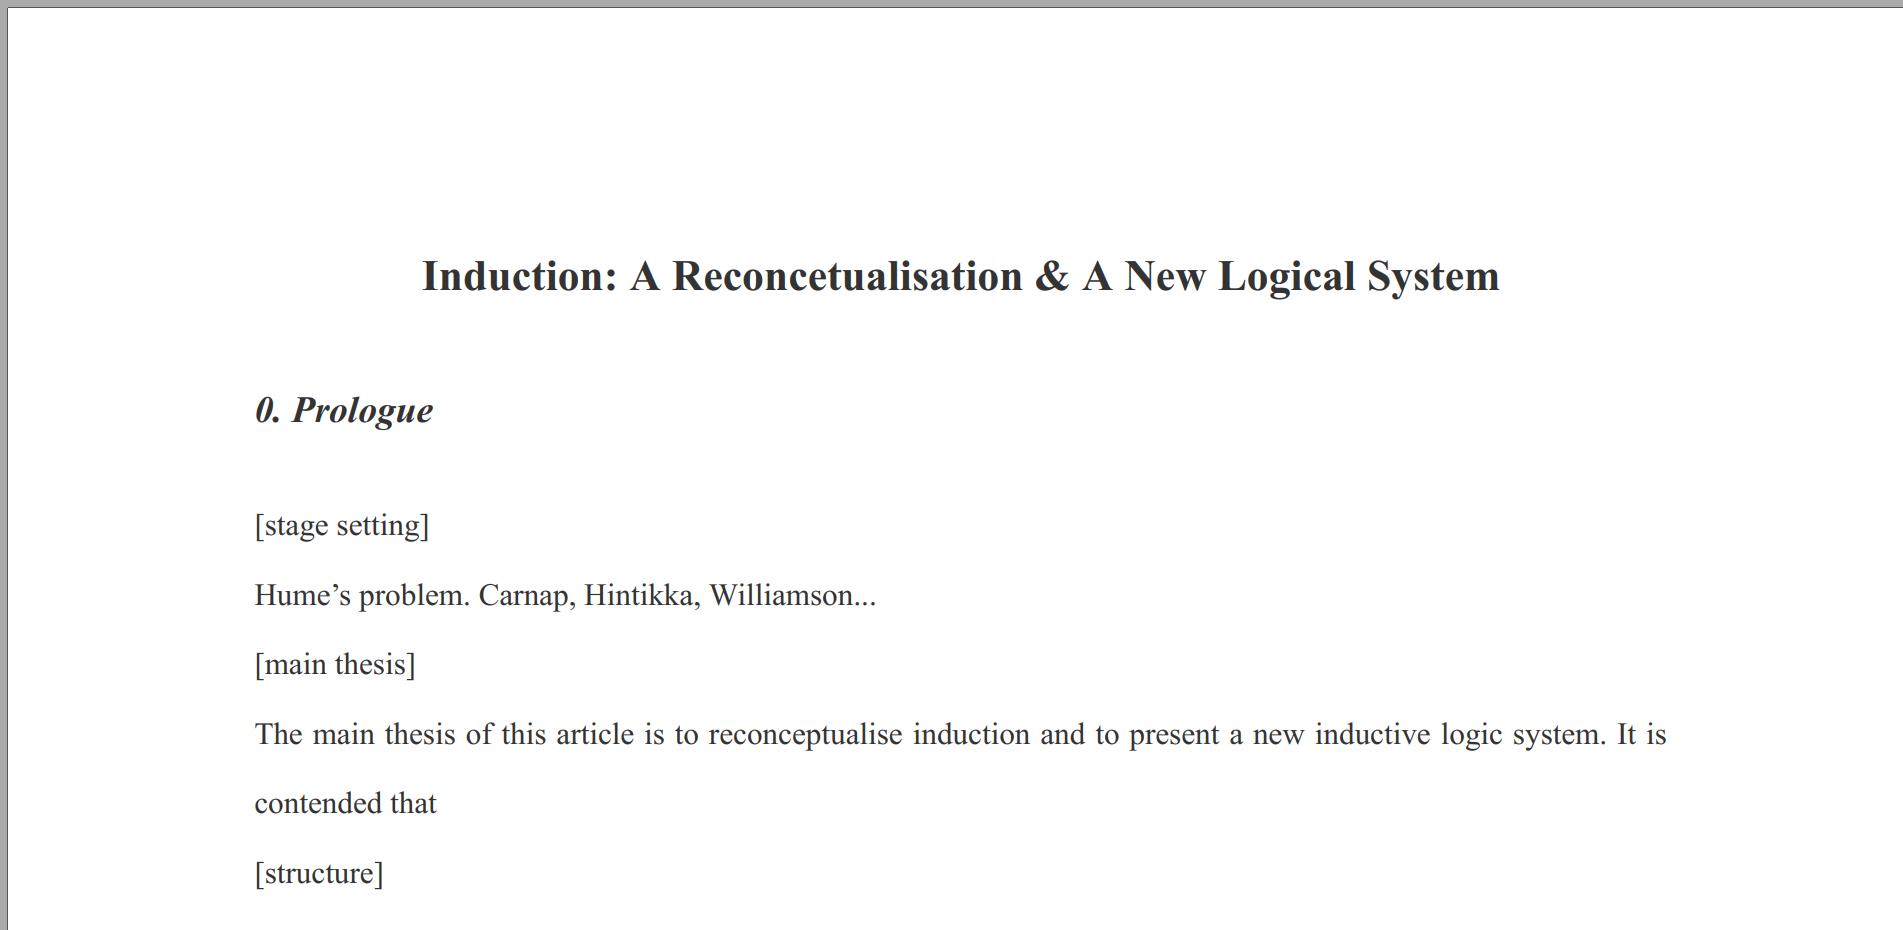 Induction: A Reconcetualisation & A New Logical System
0. Prologue
[stage setting]
Hume’s problem. Carnap, Hintikka, Williamson...
[main thesis]
The main thesis of this article is to reconceptualise induction and to present a new inductive logic system. It is
contended that
[structure]